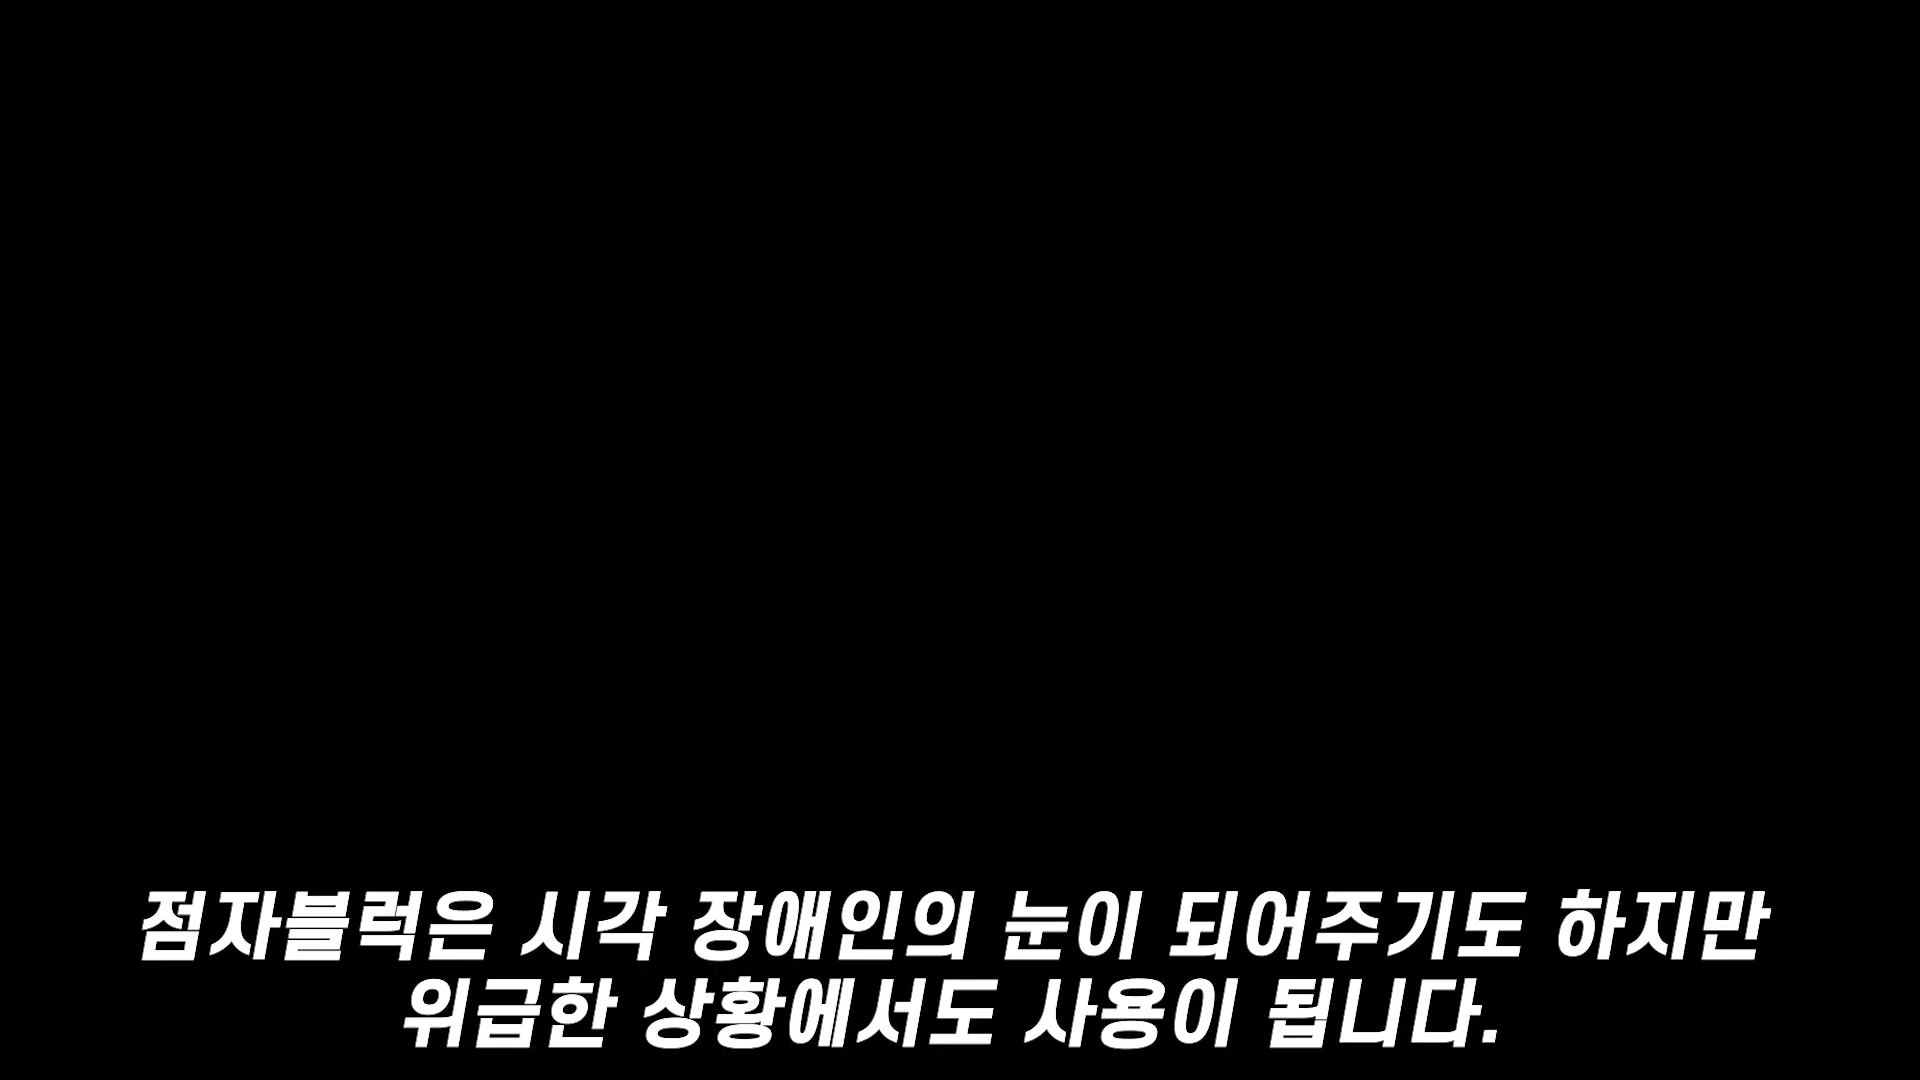 점자블럭은 시각 장애인의 눈이 되어주기도 하지만
위급한 상황에서도 사용이 됩니다.